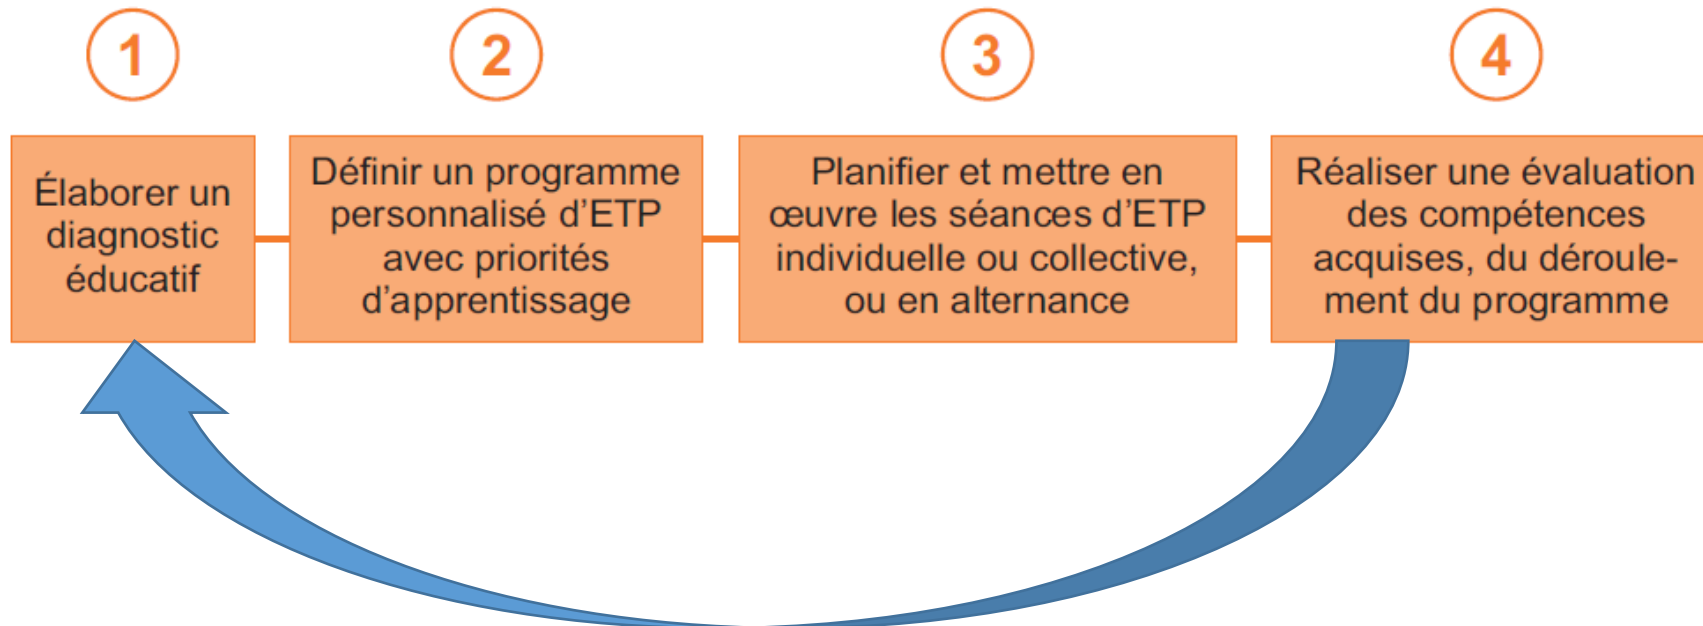 1
2
3
4
Élaborer un
diagnostic
éducatif
Définir un programme
personnalisé d’ETP
avec priorités
d’apprentissage
Planifier et mettre en
œuvre les séances d’ETP
individuelle ou collective,
ou en alternance
Réaliser une évaluation
des compétences
acquises, du déroule-
ment du programme